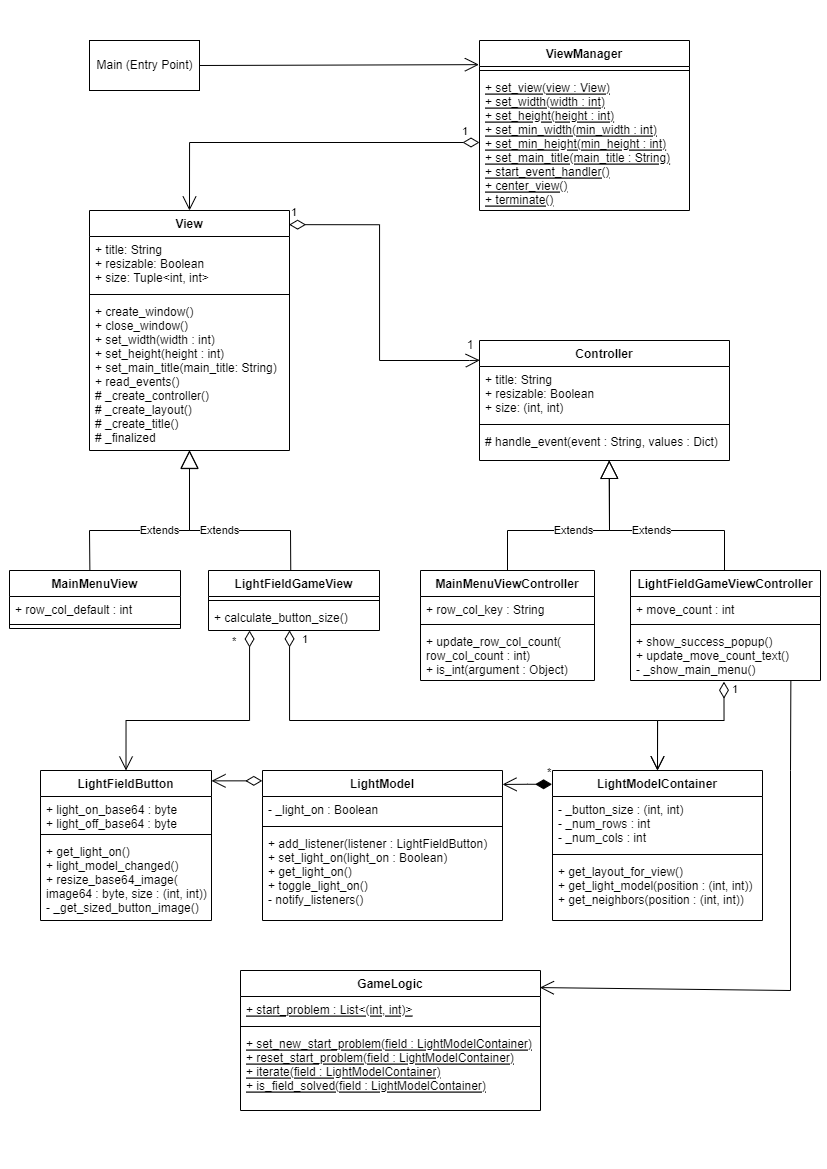 Main (Entry Point)
ViewManager
+ set_view(view : View)
+ set_width(width : int)
+ set_height(height : int)
+ set_min_width(min_width : int)
+ set_min_height(min_height : int)
+ set_main_title(main_title : String)
+ start_event_handler()
+ center_view()
+ terminate()
1
View
1
+ title: String
+ resizable: Boolean
+ size: Tuple<int, int>
+ create_window()
+ close_window()
+ set_width(width : int)
+ set_height(height : int)
+ set_main_title(main_title: String)
+ read_events()
# _create_controller()
# _create_layout()
# _create_title()
# _finalized
1
Controller
+ title: String
+ resizable: Boolean
+ size: (int, int)
# handle_event(event : String, values : Dict)
Extends
Extends
Extends
Extends
MainMenuView
+ row_col_default : int
LightFieldGameView
+ calculate_button_size()
MainMenuViewController
+ row_col_key : String
+ update_row_col_count(
row_col_count : int)
+ is_int(argument : Object)
LightFieldGameViewController
+ move_count : int
+ show_success_popup()
+ update_move_count_text()
- _show_main_menu()
*
1
1
LightFieldButton
+ light_on_base64 : byte
+ light_off_base64 : byte
+ get_light_on()
+ light_model_changed()
+ resize_base64_image(
image64 : byte, size : (int, int))
- _get_sized_button_image()
LightModel
- _light_on : Boolean
+ add_listener(listener : LightFieldButton)
+ set_light_on(light_on : Boolean)
+ get_light_on()
+ toggle_light_on()
- notify_listeners()
*
LightModelContainer
- _button_size : (int, int)
- _num_rows : int
- _num_cols : int
+ get_layout_for_view()
+ get_light_model(position : (int, int))
+ get_neighbors(position : (int, int))
GameLogic
+ start_problem : List<(int, int)>
+ set_new_start_problem(field : LightModelContainer)
+ reset_start_problem(field : LightModelContainer)
+ iterate(field : LightModelContainer)
+ is_field_solved(field : LightModelContainer)